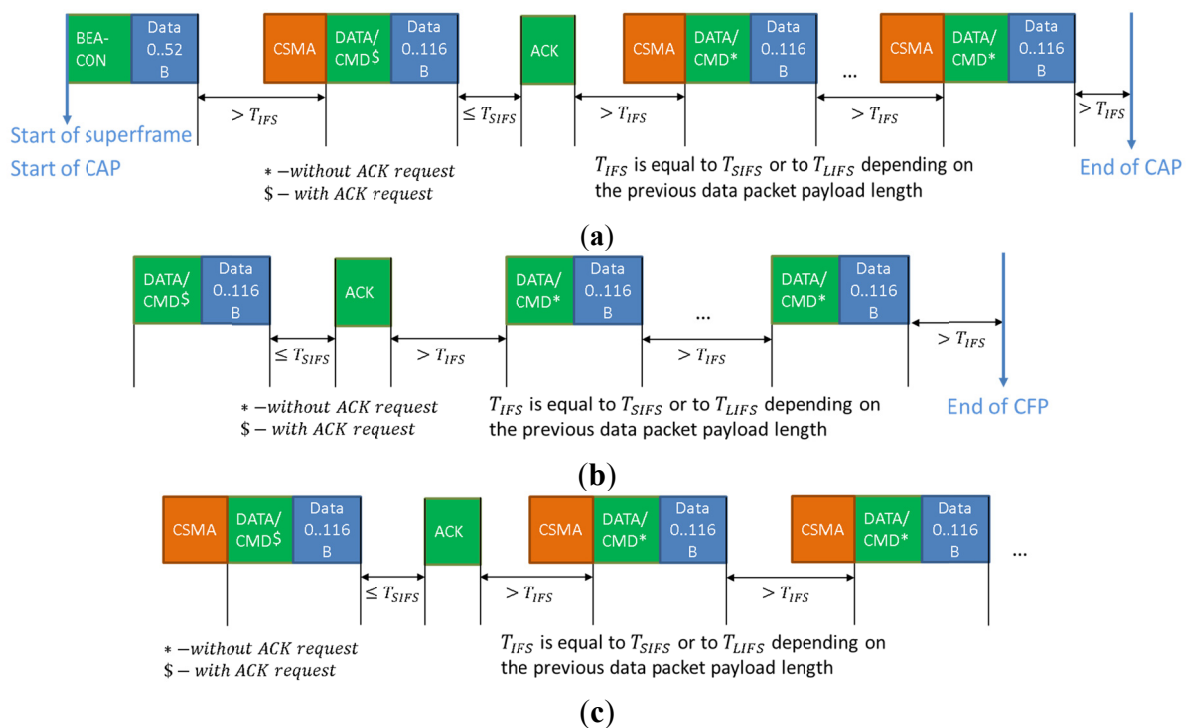 BEA-
CON
Data
0..52
B
CSMA
DATA/
CMD$
Data
0..116
B
ACK
CSMA
DATA/
CMD*
Data
0..116
B
...
CSMA
DATA/
CMD*
Data
0..116
B
> T_IFS
≤ T_SIFS
> T_IFS
> T_IFS
> T_IFS
Start of superframe
Start of CAP
* −without ACK request
$ − with ACK request
T_IFS is equal to T_SIFS or to T_LIFS depending on
the previous data packet payload length
End of CAP
(a)
DATA/
CMD$
Data
0..116
B
ACK
DATA/
CMD*
Data
0..116
B
...
DATA/
CMD*
Data
0..116
B
≤ T_SIFS
> T_IFS
> T_IFS
> T_IFS
* −without ACK request
$ − with ACK request
T_IFS is equal to T_SIFS or to T_LIFS depending on
the previous data packet payload length
End of CFP
(b)
CSMA
DATA/
CMD$
Data
0..116
B
ACK
CSMA
DATA/
CMD*
Data
0..116
B
CSMA
DATA/
CMD*
Data
0..116
B
...
≤ T_SIFS
> T_IFS
> T_IFS
* −without ACK request
$ − with ACK request
T_IFS is equal to T_SIFS or to T_LIFS depending on
the previous data packet payload length
(c)